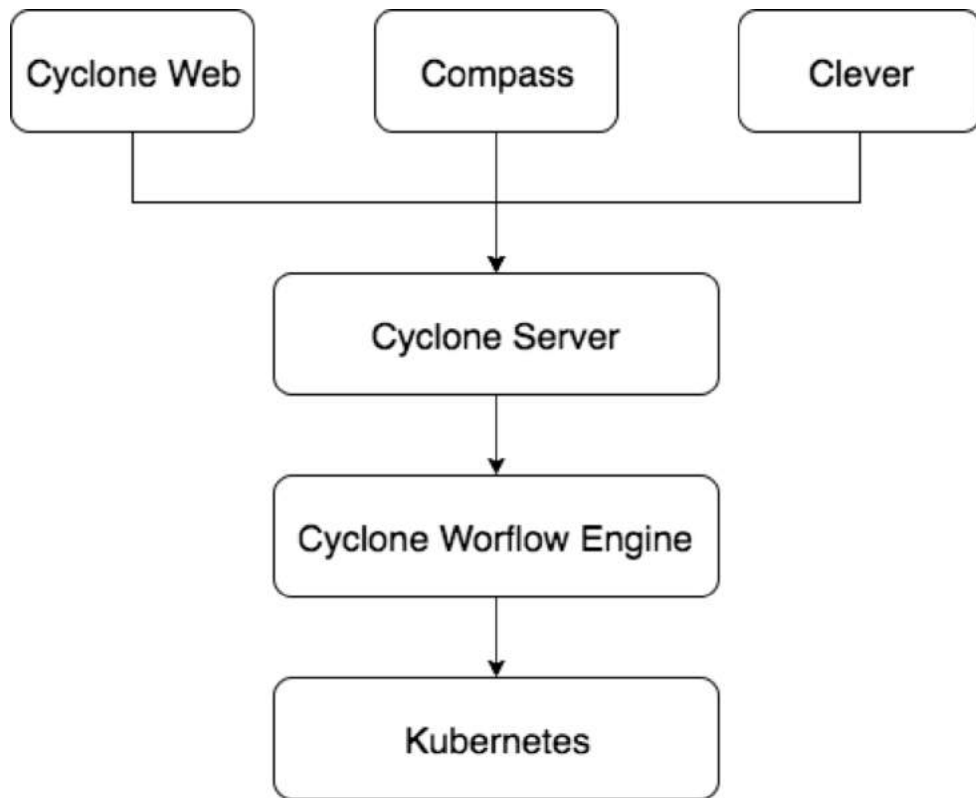 Cyclone Web
Compass
Clever
Cyclone Server
Cyclone Worflow Engine
Kubernetes